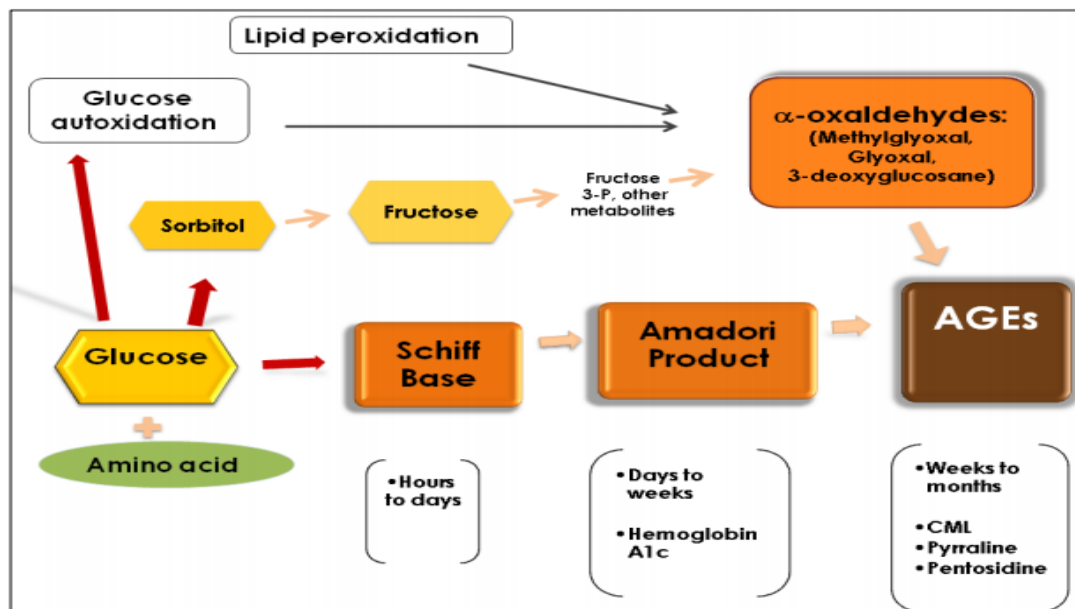 Lipid peroxidation
Glucose
autoxidation
α-oxaldehydes:
(Methylglyoxal,
Glyoxal,
3-deoxyglucosane)
Sorbitol
Fructose
Fructose
3-P, other
metabolites
Glucose
Schiff
Base
Amadori
Product
AGEs
+
Amino acid
•Hours
to days
•Days to
weeks
•Hemoglobin
A1c
•Weeks to
months
•CML
•Pyrraline
•Pentosidine